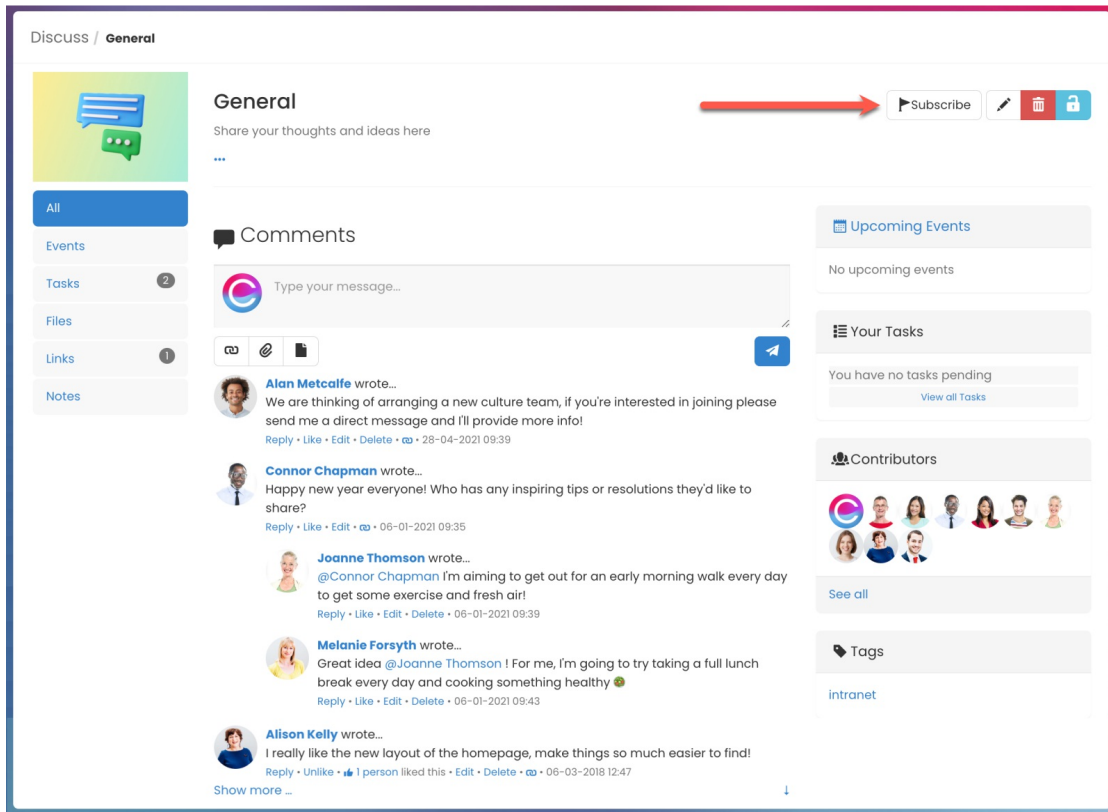 Discuss / General
General
Share your thoughts and ideas here
...
Subscribe
All
Events
Tasks 2
Files
Links 1
Notes
Comments
Type your message...
Alan Metcalfe wrote...
We are thinking of arranging a new culture team, if you're interested in joining please
send me a direct message and I'll provide more info!
Reply • Like • Edit • Delete • • 28-04-2021 09:39
Connor Chapman wrote...
Happy new year everyone! Who has any inspiring tips or resolutions they'd like to
share?
Reply • Like • Edit • • 06-01-2021 09:35
Joanne Thomson wrote...
@Connor Chapman I'm aiming to get out for an early morning walk every day
to get some exercise and fresh air!
Reply • Like • Edit • Delete • 06-01-2021 09:39
Melanie Forsyth wrote...
Great idea @Joanne Thomson ! For me, I'm going to try taking a full lunch
break every day and cooking something healthy 🥗
Reply • Like • Edit • Delete • 06-01-2021 09:43
Alison Kelly wrote...
I really like the new layout of the homepage, make things so much easier to find!
Reply • Unlike • 1 person liked this • Edit • Delete • • 06-03-2018 12:47
Show more ... ↓
Upcoming Events
No upcoming events
Your Tasks
You have no tasks pending
View all Tasks
Contributors
See all
Tags
intranet